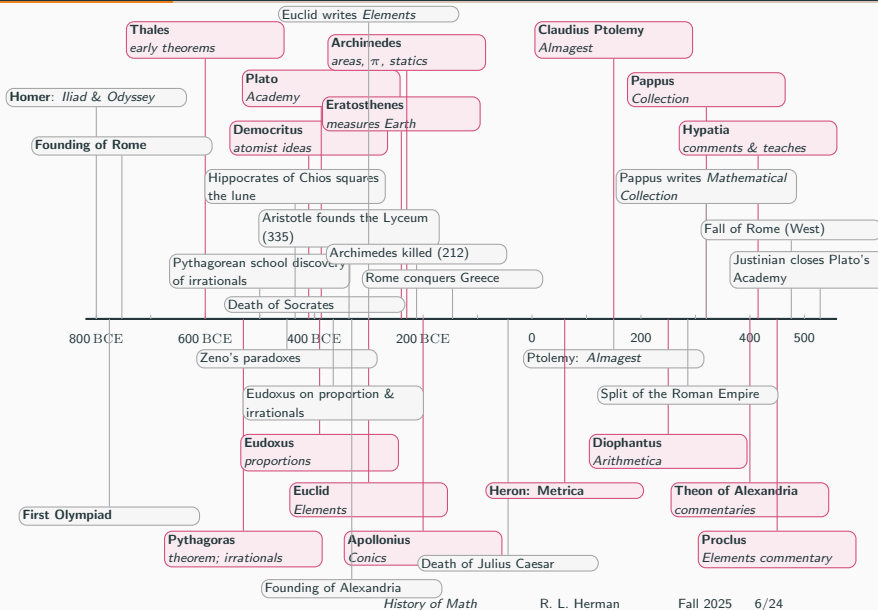 Euclid writes Elements
Thales
early theorems
Claudius Ptolemy
Almagest
Archimedes
areas, π, statics
Plato
Academy
Pappus
Collection
Homer: Iliad & Odyssey
Eratosthenes
measures Earth
Democritus
atomist ideas
Hypatia
comments & teaches
Founding of Rome
Hippocrates of Chios squares
the lune
Pappus writes Mathematical
Collection
Aristotle founds the Lyceum
(335)
Fall of Rome (West)
Archimedes killed (212)
Pythagorean school discovery
of irrationals
Justinian closes Plato's
Academy
Rome conquers Greece
Death of Socrates
800 BCE 600 BCE 400 BCE 200 BCE 0 200 400 500
Zeno's paradoxes
Ptolemy: Almagest
Eudoxus on proportion &
irrationals
Split of the Roman Empire
Eudoxus
proportions
Diophantus
Arithmetica
Euclid
Elements
Heron: Metrica
Theon of Alexandria
commentaries
First Olympiad
Pythagoras
theorem; irrationals
Apollonius
Conics
Proclus
Elements commentary
Death of Julius Caesar
Founding of Alexandria
History of Math R. L. Herman Fall 2025 6/24